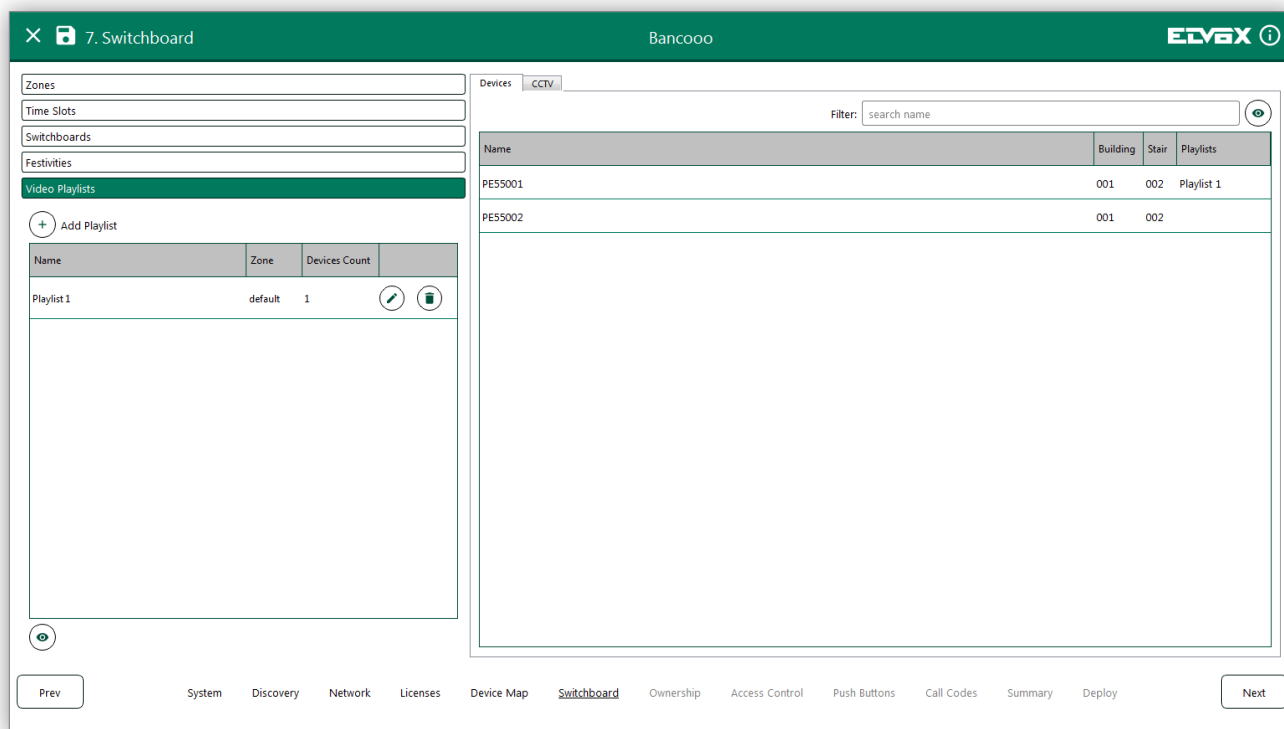 7. Switchboard
Bancooo
ELVOX
Zones
Time Slots
Switchboards
Festivities
Video Playlists
Add Playlist
Name Zone Devices Count
Playlist 1 default 1
Devices CCTV
Filter: search name
Name Building Stair Playlists
PE55001 001 002 Playlist 1
PE55002 001 002
Prev System Discovery Network Licenses Device Map Switchboard Ownership Access Control Push Buttons Call Codes Summary Deploy Next